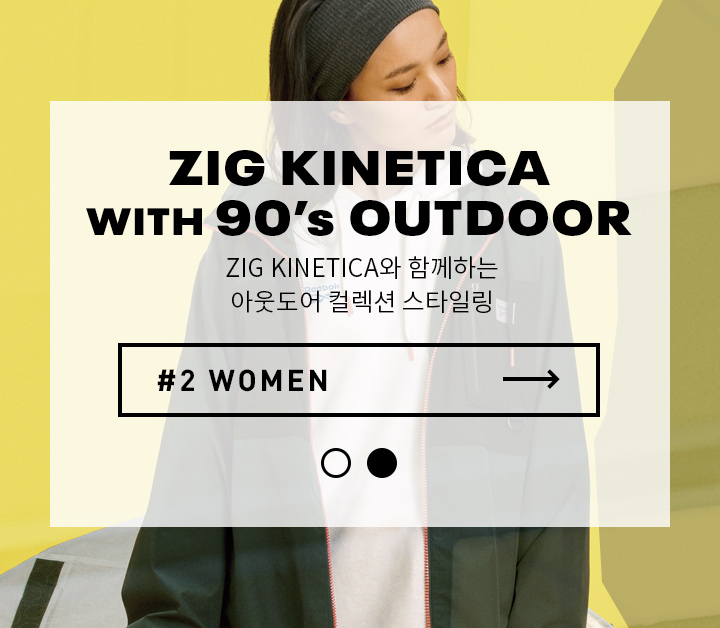 ZIG KINETICA
WITH 90's OUTDOOR
ZIG KINETICA와 함께하는
아웃도어 컬렉션 스타일링
Reebok
#2 WOMEN